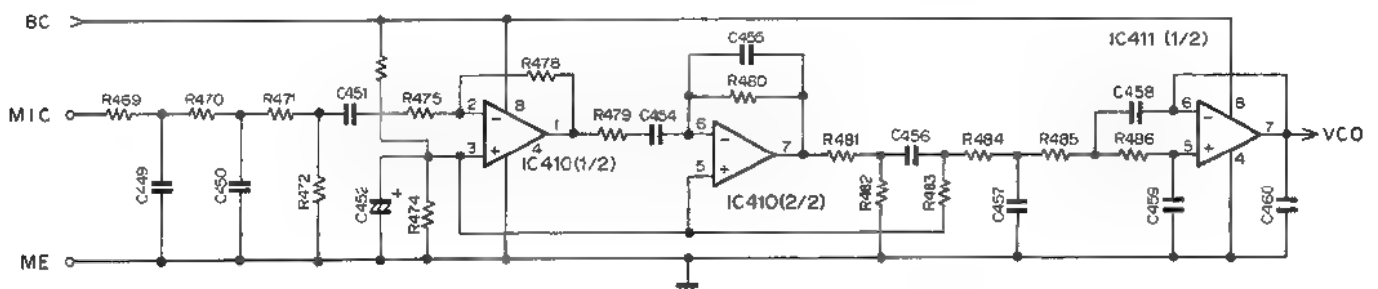 BC
IC411 (1/2)
C455
R478
R480
C458
C451
R469
R470
R471
R475
2
8
MIC
1
R479
C454
6
6
8
7
VCO
3
4
IC410(1/2)
7
R481
C456
R484
R485
R486
5
4
5
C449
C450
R472
C452
+
R474
IC410(2/2)
R482
R483
C457
C459
C460
ME